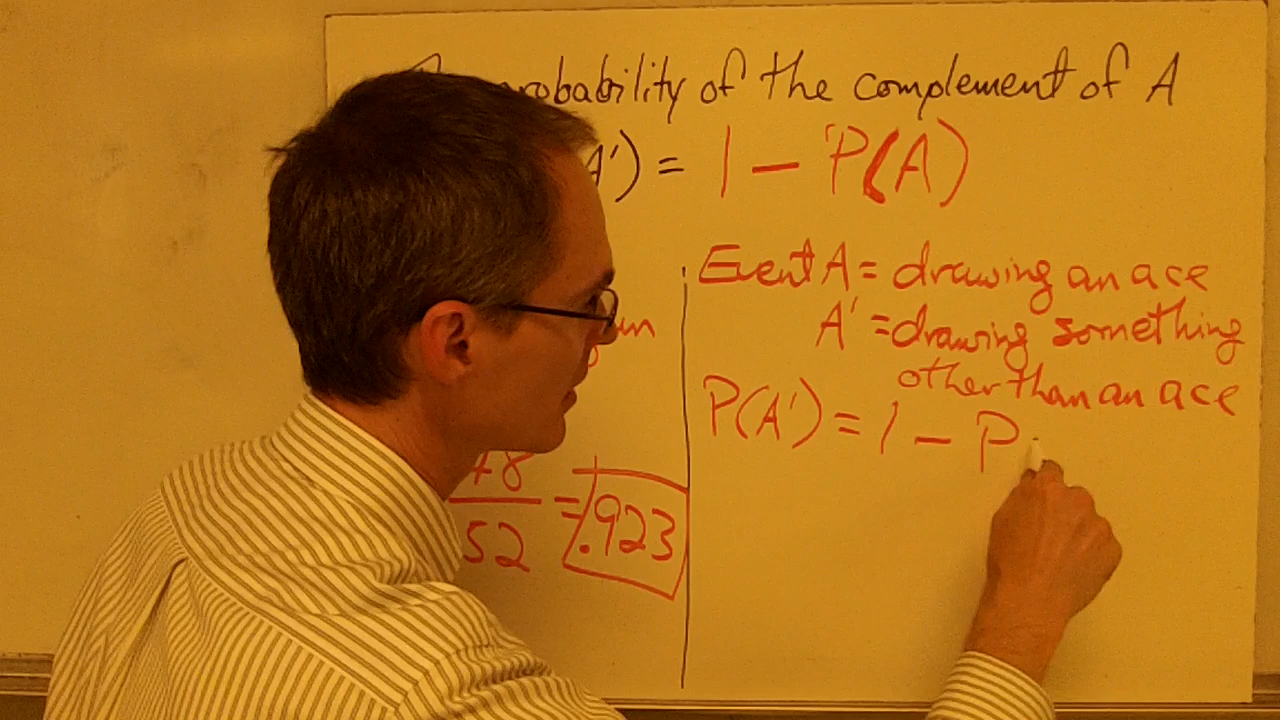 probability of the complement of A
A') = 1 - P(A)
Event A = drawing an ace
A' = drawing something
other than an ace
P(A') = 1 - P
48
52
= .923